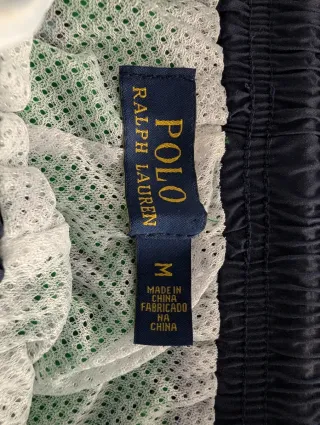 POLO
RALPH LAUREN
M
MADE IN
CHINA
FABRICADO
NA
CHINA